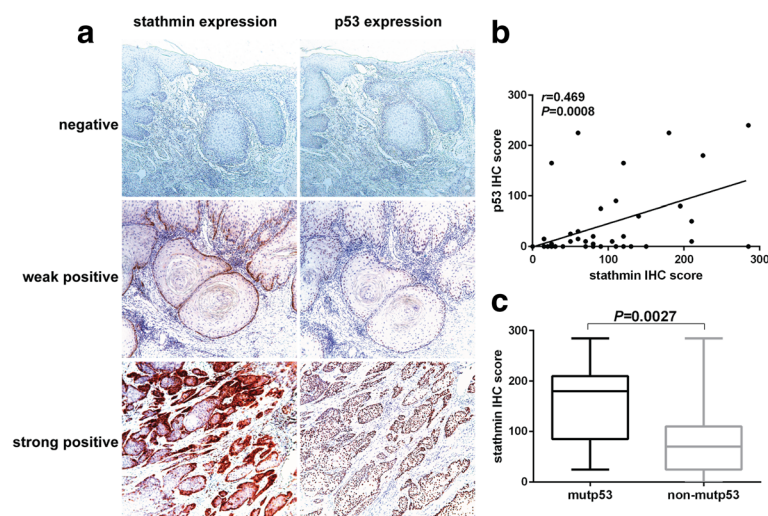 a
stathmin expression
p53 expression
negative
weak positive
strong positive
b
r=0.469
P=0.0008
p53 IHC score
300
200
100
0
0 100 200 300
stathmin IHC score
c
P=0.0027
stathmin IHC score
300
200
100
0
mutp53 non-mutp53